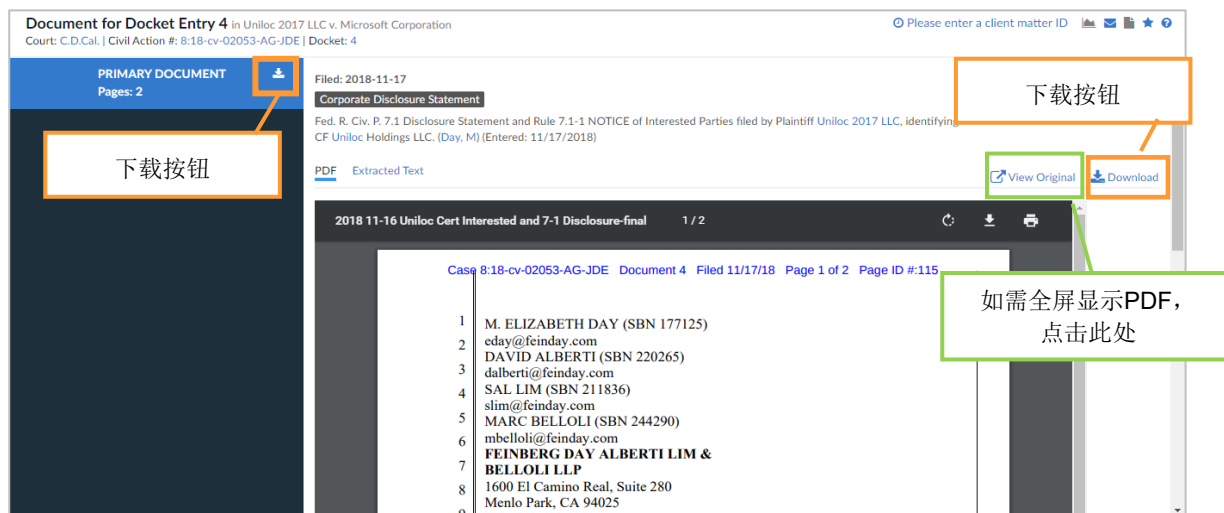 Document for Docket Entry 4 in Uniloc 2017 LLC v. Microsoft Corporation
Please enter a client matter ID
Court: C.D.Cal. | Civil Action #: 8:18-cv-02053-AG-JDE | Docket: 4
PRIMARY DOCUMENT
Pages: 2
下载按钮
Filed: 2018-11-17
Corporate Disclosure Statement
Fed. R. Civ. P. 7.1 Disclosure Statement and Rule 7.1-1 NOTICE of Interested Parties filed by Plaintiff Uniloc 2017 LLC, identifying
CF Uniloc Holdings LLC. (Day, M) (Entered: 11/17/2018)
下载按钮
PDF Extracted Text
View Original
Download
2018 11-16 Uniloc Cert Interested and 7-1 Disclosure-final 1 / 2
Case 8:18-cv-02053-AG-JDE Document 4 Filed 11/17/18 Page 1 of 2 Page ID #:115
如需全屏显示PDF，
点击此处
1 M. ELIZABETH DAY (SBN 177125)
2 eday@feinday.com
DAVID ALBERTI (SBN 220265)
3 dalberti@feinday.com
4 SAL LIM (SBN 211836)
slim@feinday.com
5 MARC BELLOLI (SBN 244290)
6 mbelloli@feinday.com
FEINBERG DAY ALBERTI LIM &
7 BELLOLI LLP
8 1600 El Camino Real, Suite 280
Menlo Park, CA 94025